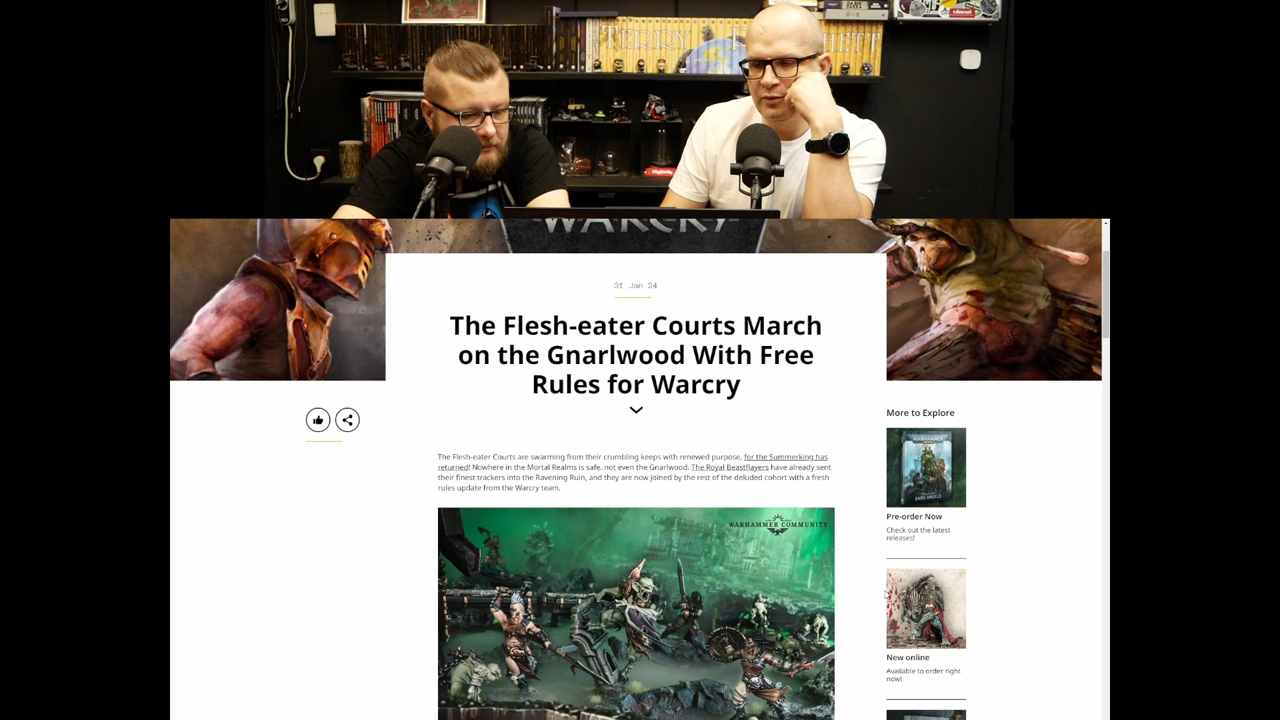 TERRY
WARCRY
31 Jan 24
The Flesh-eater Courts March
on the Gnarlwood With Free
Rules for Warcry
More to Explore
The Flesh-eater Courts are swarming from their crumbling keeps with renewed purpose, for the Summerking has
returned! Nowhere in the Mortal Realms is safe, not even the Gnarlwood. The Royal Beastflayers have already sent
their finest trackers into the Ravening Ruin, and they are now joined by the rest of the deluded cohort with a fresh
rules update from the Warcry team.
WARHAMMER COMMUNITY
DARK ANGELS
Pre-order Now
Check out the latest
releases!
New online
Available to order right
now!